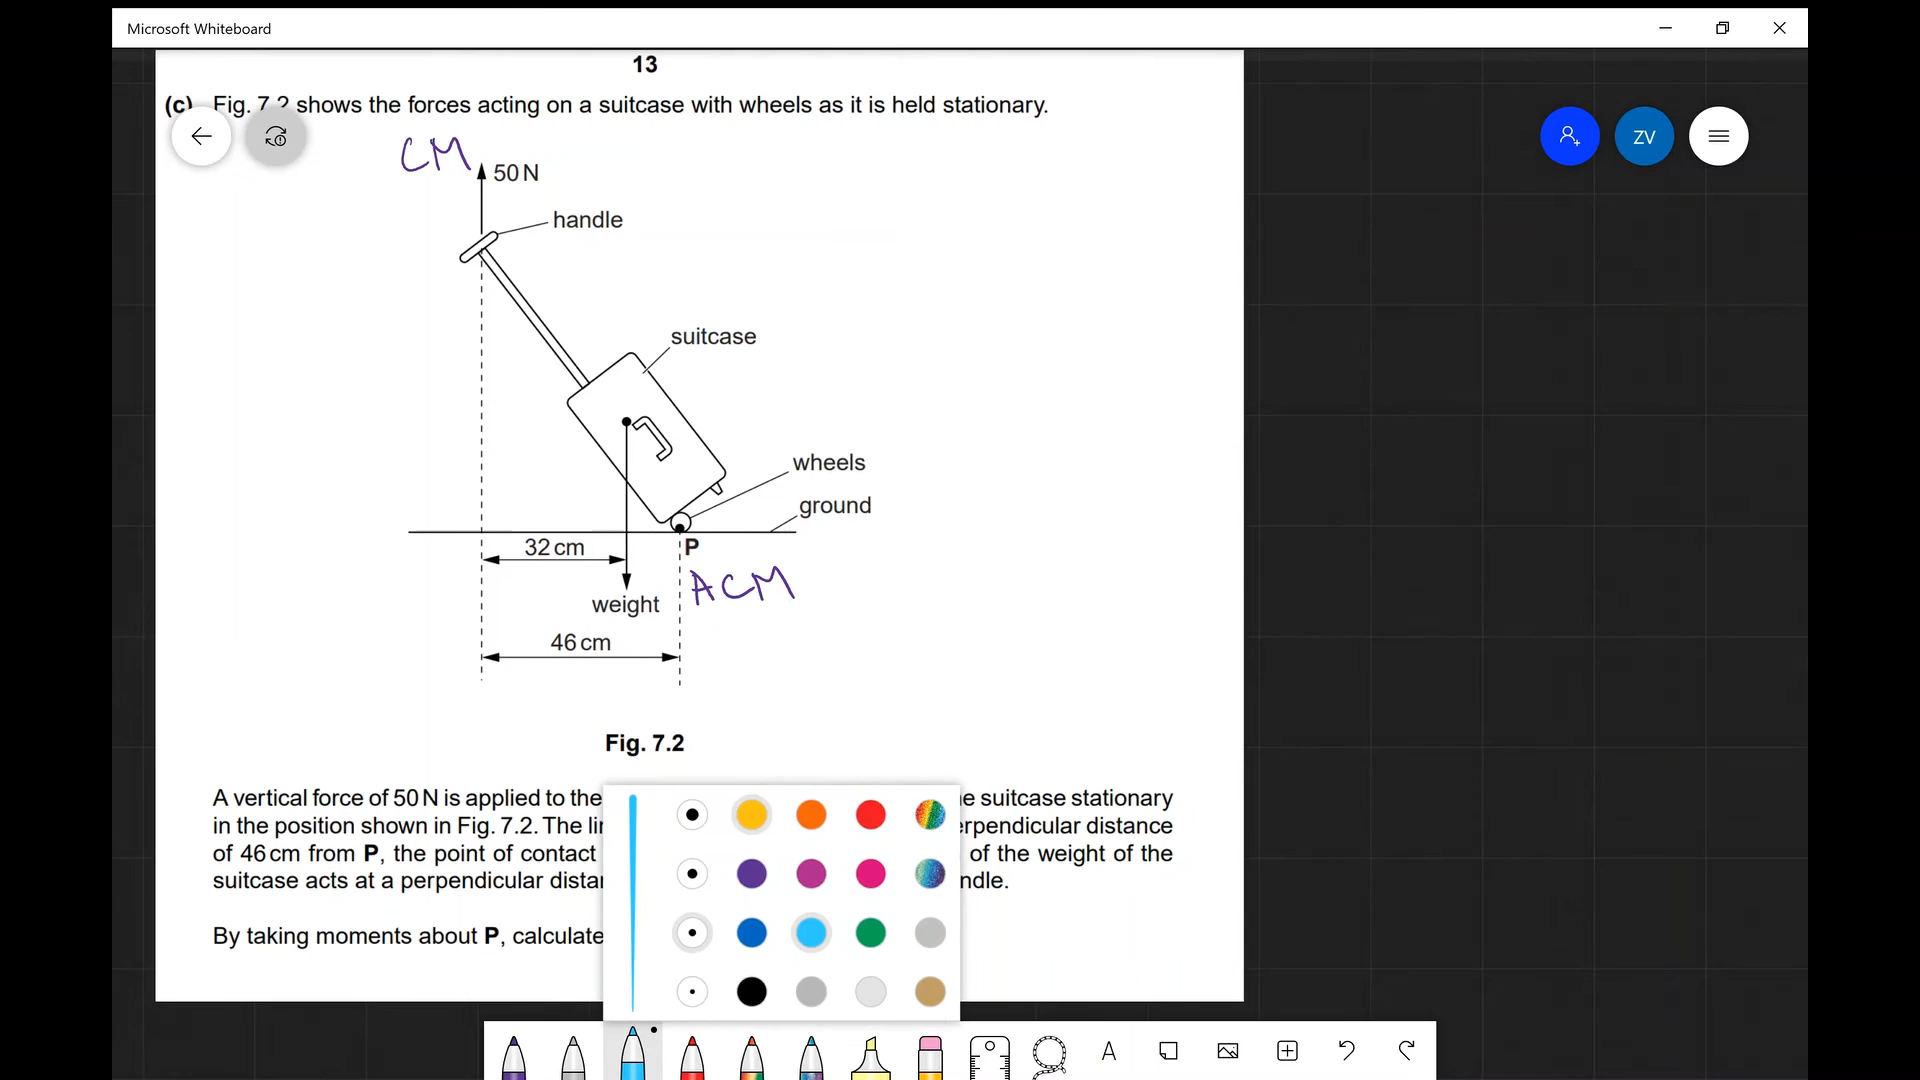 Microsoft Whiteboard
13
(c) Fig. 7.2 shows the forces acting on a suitcase with wheels as it is held stationary.
ZV
CM
50 N
handle
suitcase
wheels
ground
32 cm
P
ACM
weight
46 cm
Fig. 7.2
A vertical force of 50 N is applied to the suitcase stationary
in the position shown in Fig. 7.2. The perpendicular distance
of 46 cm from P, the point of contact of the weight of the
suitcase acts at a perpendicular
By taking moments about P, calculate
A